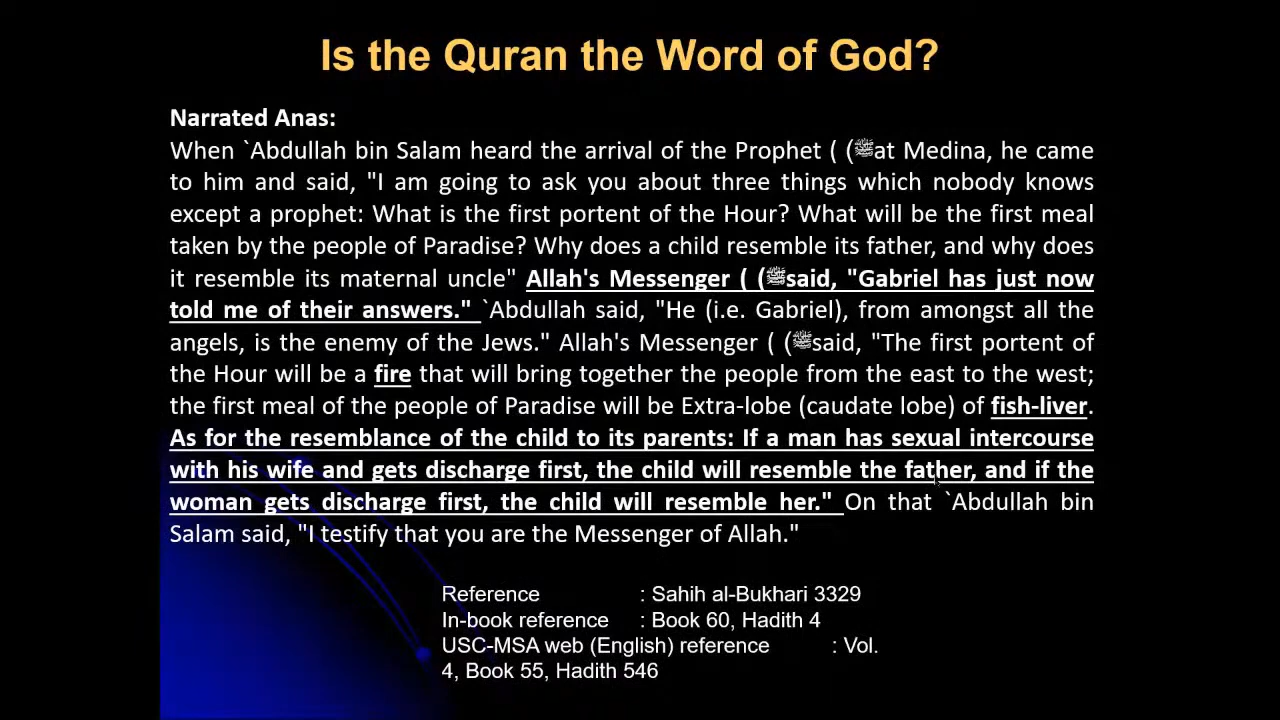 Is the Quran the Word of God?
Narrated Anas:
When `Abdullah bin Salam heard the arrival of the Prophet ( (ﷺat Medina, he came
to him and said, "I am going to ask you about three things which nobody knows
except a prophet: What is the first portent of the Hour? What will be the first meal
taken by the people of Paradise? Why does a child resemble its father, and why does
it resemble its maternal uncle" Allah's Messenger ( (ﷺsaid, "Gabriel has just now
told me of their answers." `Abdullah said, "He (i.e. Gabriel), from amongst all the
angels, is the enemy of the Jews." Allah's Messenger ( (ﷺsaid, "The first portent of
the Hour will be a fire that will bring together the people from the east to the west;
the first meal of the people of Paradise will be Extra-lobe (caudate lobe) of fish-liver.
As for the resemblance of the child to its parents: If a man has sexual intercourse
with his wife and gets discharge first, the child will resemble the father, and if the
woman gets discharge first, the child will resemble her." On that `Abdullah bin
Salam said, "I testify that you are the Messenger of Allah."
Reference : Sahih al-Bukhari 3329
In-book reference : Book 60, Hadith 4
USC-MSA web (English) reference : Vol.
4, Book 55, Hadith 546